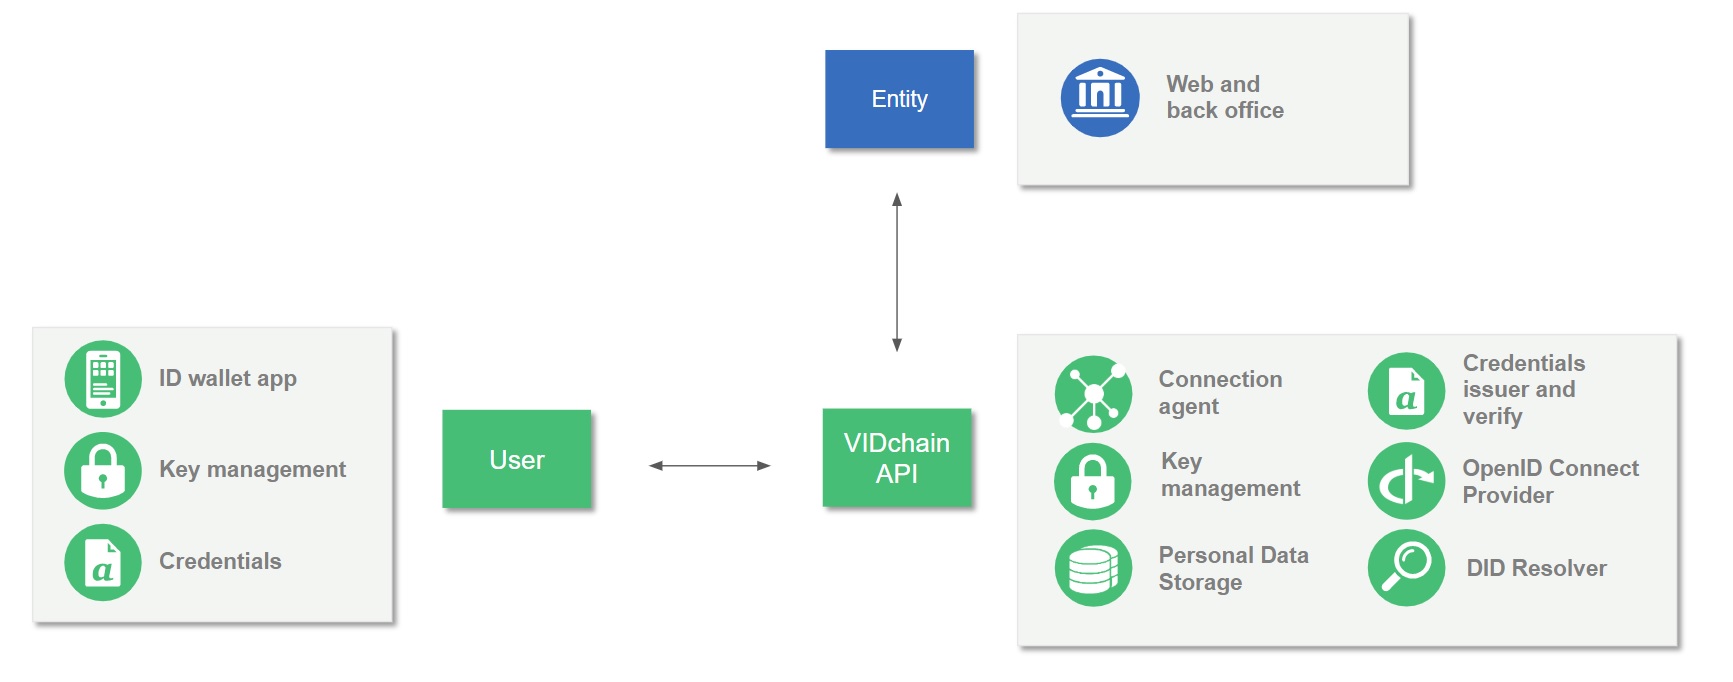 Entity
Web and
back office
ID wallet app
Key management
Credentials
User
VIDchain
API
Connection
agent
Key
management
Personal Data
Storage
Credentials
issuer and
verify
OpenID Connect
Provider
DID Resolver